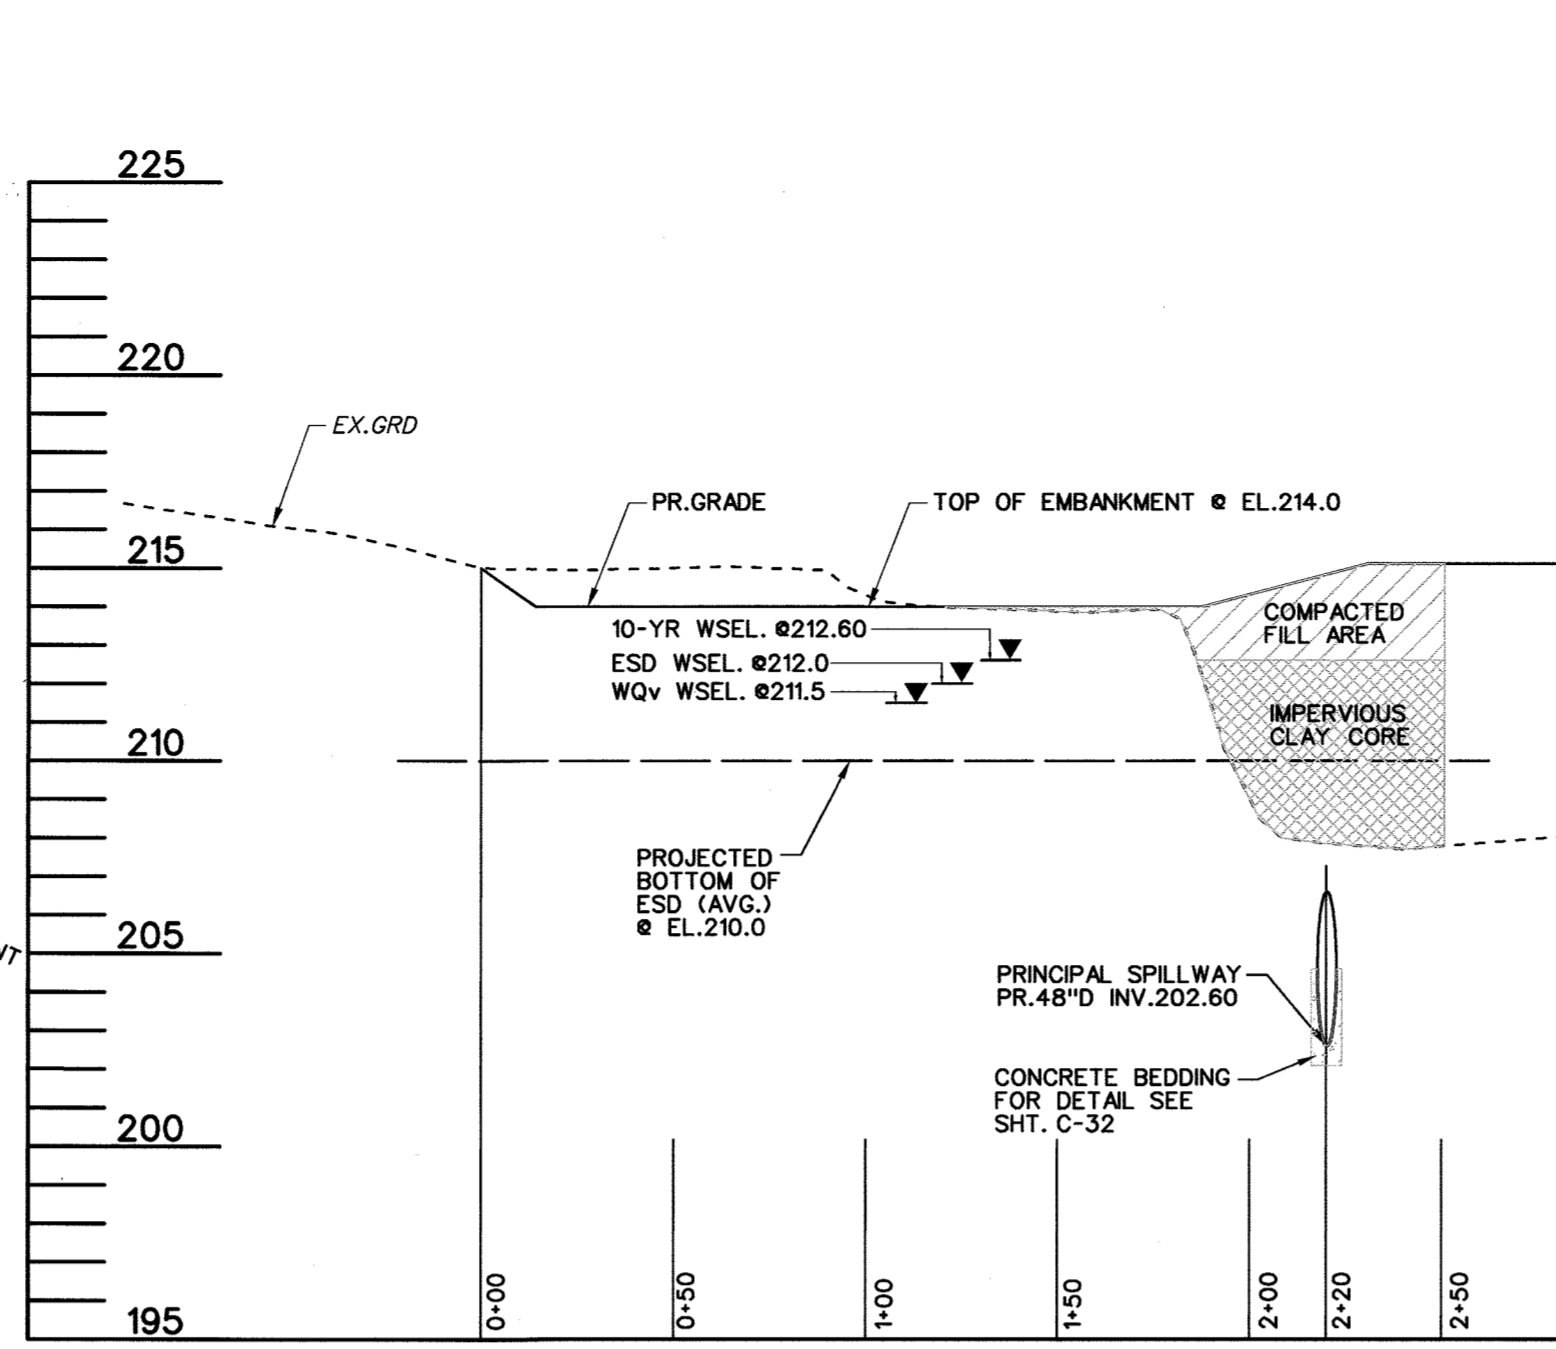 225
220
EX.GRD
PR.GRADE
TOP OF EMBANKMENT @ EL.214.0
215
COMPACTED
FILL AREA
10-YR WSEL. @212.60
ESD WSEL. @212.0
WQv WSEL. @211.5
IMPERVIOUS
CLAY CORE
210
PROJECTED
BOTTOM OF
ESD (AVG.)
@ EL.210.0
205
PRINCIPAL SPILLWAY
PR.48"D INV.202.60
CONCRETE BEDDING
FOR DETAIL SEE
SHT. C-32
200
195
0+00
0+50
1+00
1+50
2+00
2+20
2+50